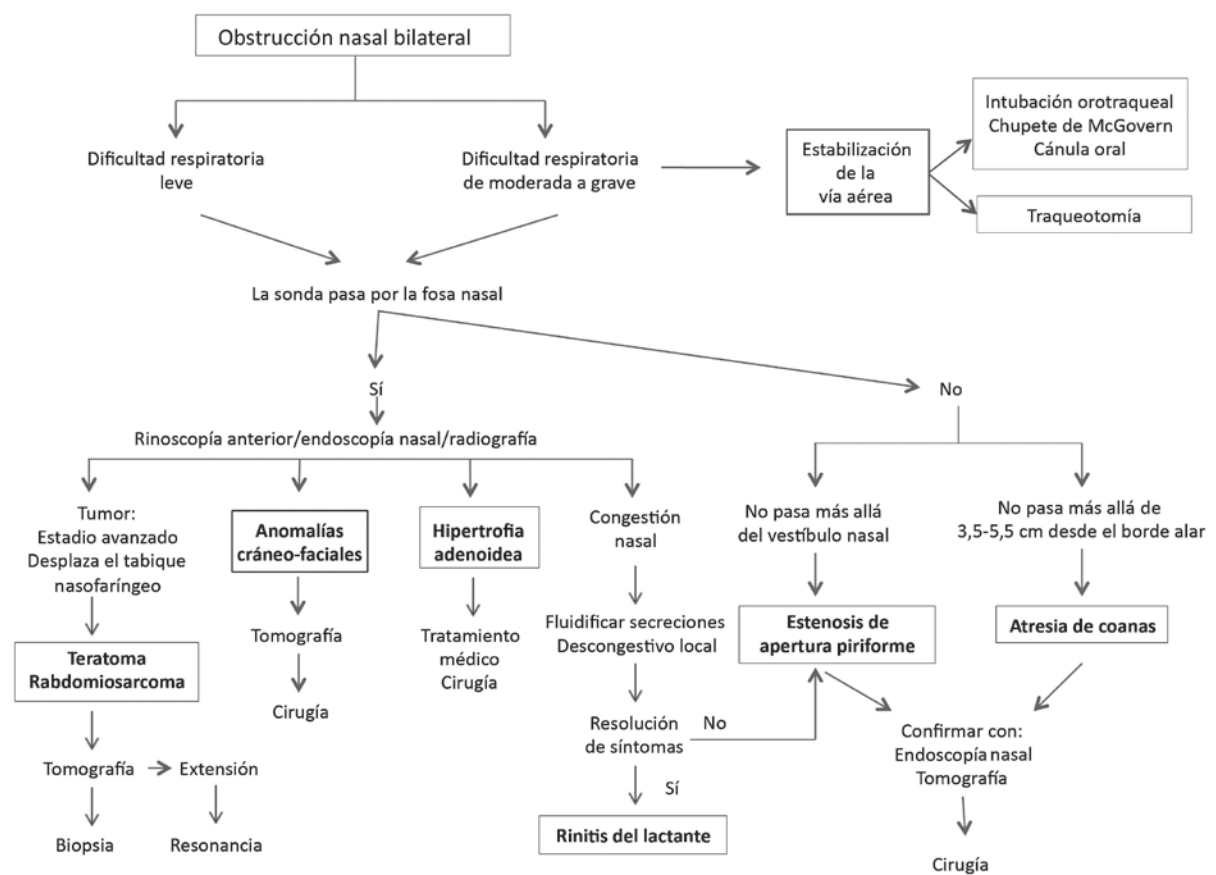 Obstrucción nasal bilateral
Dificultad respiratoria
leve
Dificultad respiratoria
de moderada a grave
Estabilización
de la
vía aérea
Intubación orotraqueal
Chupete de McGovern
Cánula oral
Traqueotomía
La sonda pasa por la fosa nasal
Sí
No
Rinoscopía anterior/endoscopía nasal/radiografía
Tumor:
Estadio avanzado
Desplaza el tabique
nasofaríngeo
Anomalías
cráneo-faciales
Hipertrofia
adenoidea
Congestión
nasal
No pasa más allá
del vestíbulo nasal
No pasa más allá de
3,5-5,5 cm desde el borde alar
Teratoma
Rabdomiosarcoma
Tomografía
Cirugía
Tratamiento
médico
Cirugía
Fluidificar secreciones
Descongestivo local
Estenosis de
apertura piriforme
Atresia de coanas
Resolución
de síntomas
No
Sí
Rinitis del lactante
Confirmar con:
Endoscopía nasal
Tomografía
Cirugía
Tomografía
Extensión
Biopsia
Resonancia